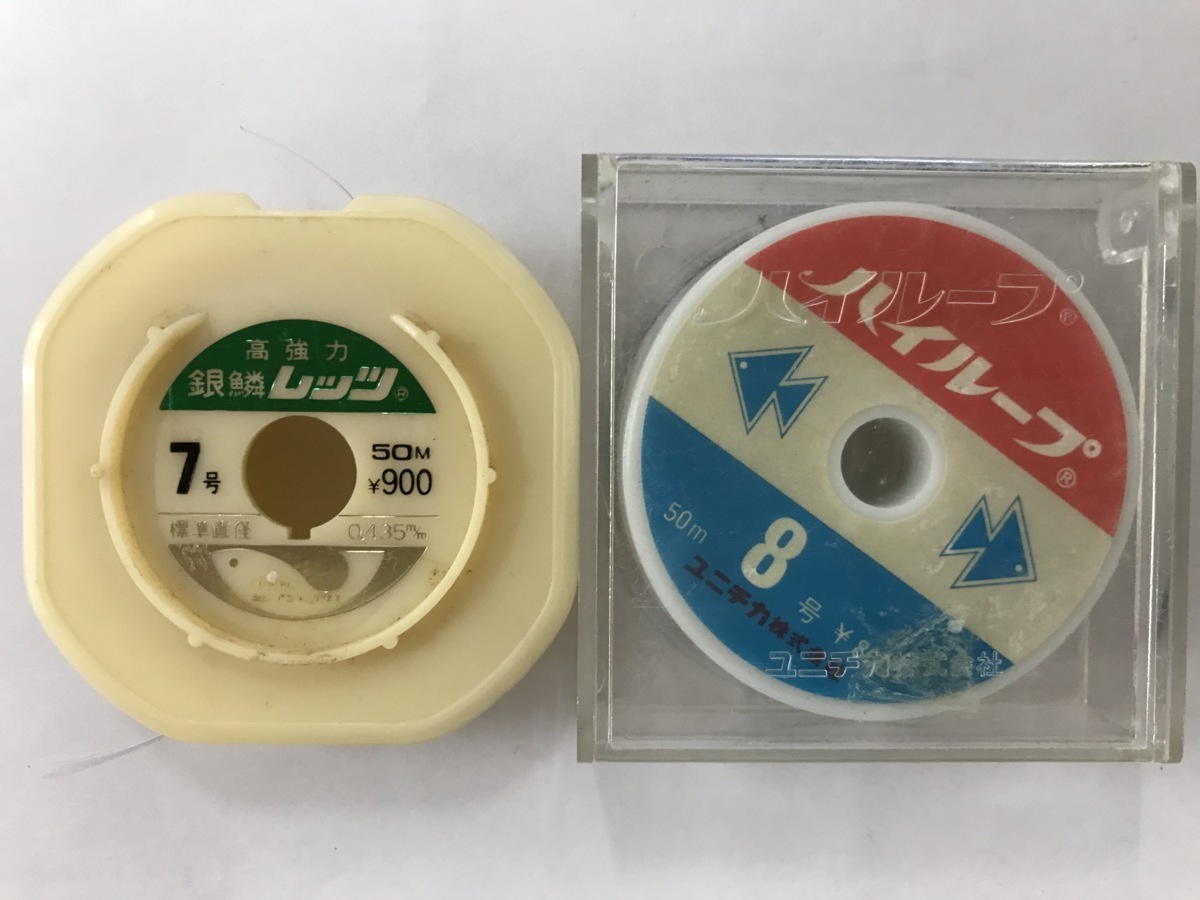 高強力
銀鱗 レッツ®
7号
50M
¥900
標準直径 0.435m/m
ハイループ®
ハイループ®
50m
8号 ¥
ユニチカ株式会社
ユニチカ株式会社